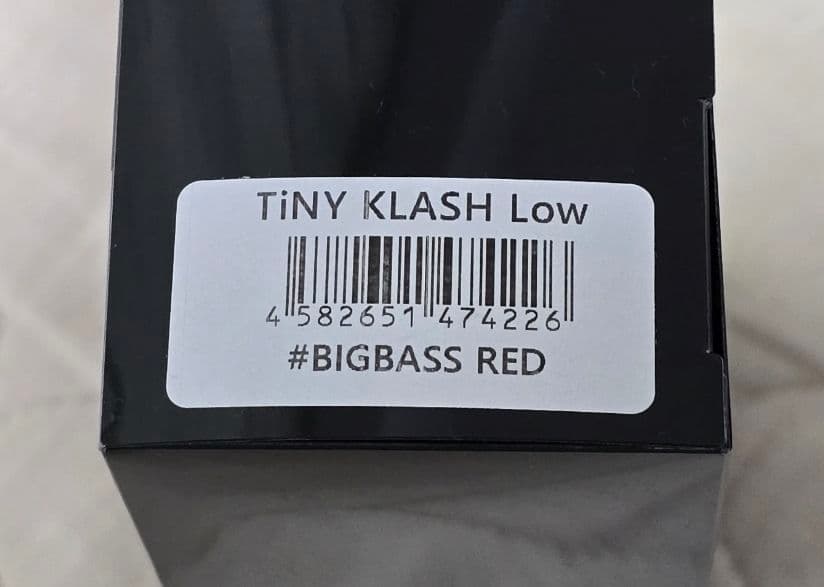 TiNY KLASH Low
4 582651 474226
#BIGBASS RED